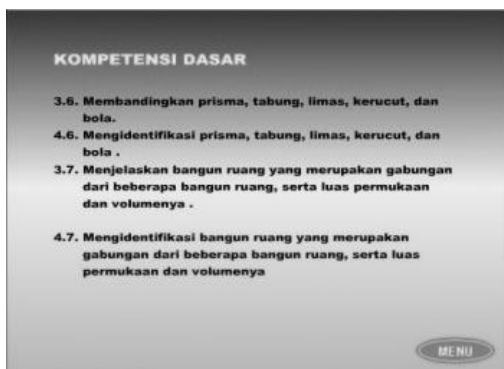 KOMPETENSI DASAR
3.6. Membandingkan prisma, tabung, limas, kerucut, dan
bola.
4.6. Mengidentifikasi prisma, tabung, limas, kerucut, dan
bola .
3.7. Menjelaskan bangun ruang yang merupakan gabungan
dari beberapa bangun ruang, serta luas permukaan
dan volumenya .
4.7. Mengidentifikasi bangun ruang yang merupakan
gabungan dari beberapa bangun ruang, serta luas
permukaan dan volumenya
MENU